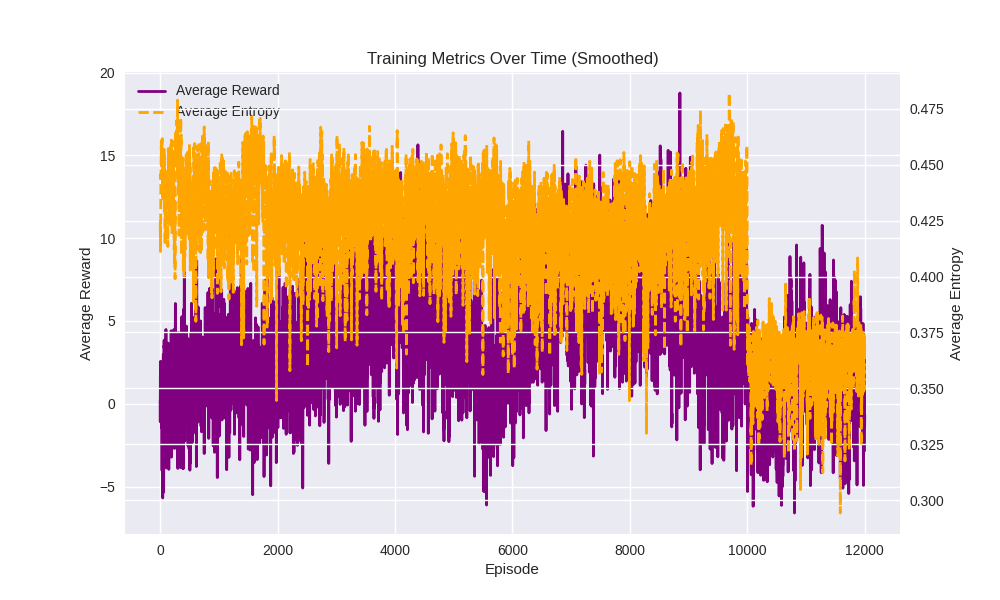 Training Metrics Over Time (Smoothed)
Average Reward
Average Entropy
20
15
10
5
0
−5
Average Reward
0.475
0.450
0.425
0.400
0.375
0.350
0.325
0.300
Average Entropy
0 2000 4000 6000 8000 10000 12000
Episode